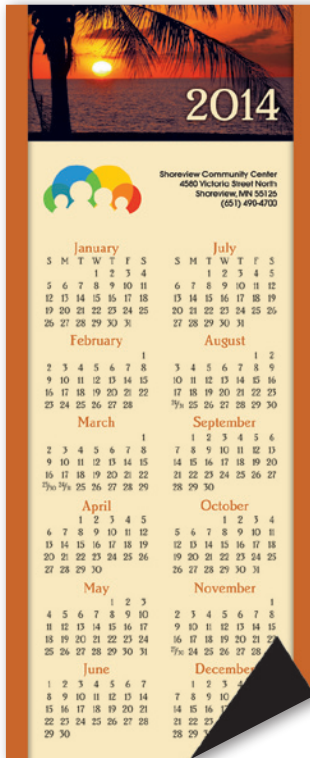 2014
Shoreview Community Center
4580 Victoria Street North
Shoreview, MN 55126
(651) 490-4700
January
S M T W T F S
1 2 3 4
5 6 7 8 9 10 11
12 13 14 15 16 17 18
19 20 21 22 23 24 25
26 27 28 29 30 31
February
1
2 3 4 5 6 7 8
9 10 11 12 13 14 15
16 17 18 19 20 21 22
23 24 25 26 27 28
March
1
2 3 4 5 6 7 8
9 10 11 12 13 14 15
16 17 18 19 20 21 22
23/30 24/31 25 26 27 28 29
April
1 2 3 4 5
6 7 8 9 10 11 12
13 14 15 16 17 18 19
20 21 22 23 24 25 26
27 28 29 30
May
1 2 3
4 5 6 7 8 9 10
11 12 13 14 15 16 17
18 19 20 21 22 23 24
25 26 27 28 29 30 31
June
1 2 3 4 5 6 7
8 9 10 11 12 13 14
15 16 17 18 19 20 21
22 23 24 25 26 27 28
29 30
July
S M T W T F S
1 2 3 4 5
6 7 8 9 10 11 12
13 14 15 16 17 18 19
20 21 22 23 24 25 26
27 28 29 30 31
August
1 2
3 4 5 6 7 8 9
10 11 12 13 14 15 16
17 18 19 20 21 22 23
24/31 25 26 27 28 29 30
September
1 2 3 4 5 6
7 8 9 10 11 12 13
14 15 16 17 18 19 20
21 22 23 24 25 26 27
28 29 30
October
1 2 3 4
5 6 7 8 9 10 11
12 13 14 15 16 17 18
19 20 21 22 23 24 25
26 27 28 29 30 31
November
1
2 3 4 5 6 7 8
9 10 11 12 13 14 15
16 17 18 19 20 21 22
23/30 24 25 26 27
December
1 2 3 4
7 8 9 10
14 15 16 17
21 22 23
28 29